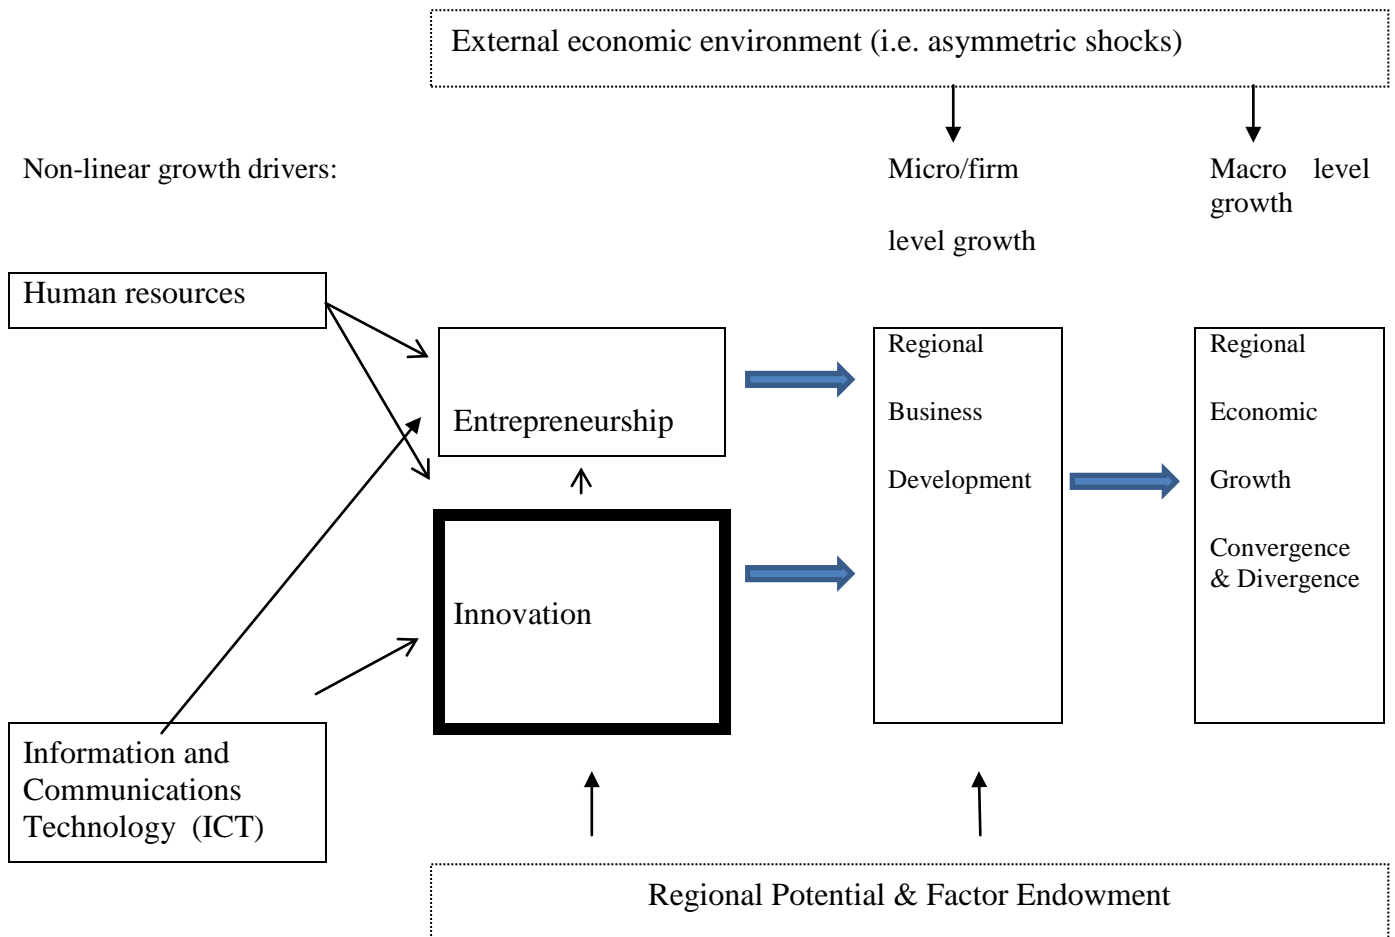 External economic environment (i.e. asymmetric shocks)
Non-linear growth drivers:
Micro/firm
level growth
Macro level
growth
Human resources
Entrepreneurship
Innovation
Information and
Communications
Technology (ICT)
Regional
Business
Development
Regional
Economic
Growth
Convergence
& Divergence
Regional Potential & Factor Endowment